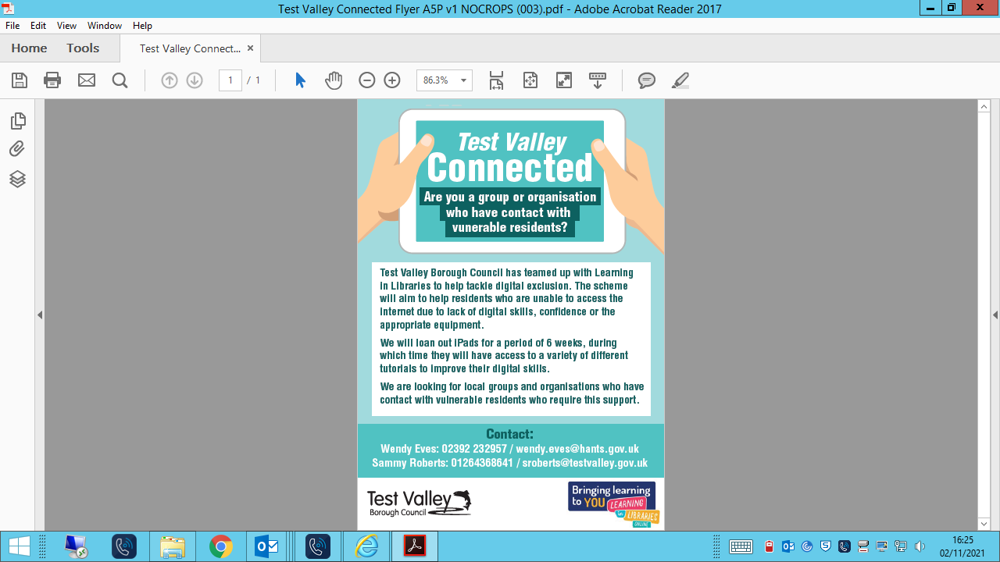 Test Valley Connected Flyer A5P v1 NOCROPS (003).pdf - Adobe Acrobat Reader 2017
File Edit View Window Help
Home Tools Test Valley Connect... ×
1 / 1 86.3%
Test Valley
Connected
Are you a group or organisation
who have contact with
vunerable residents?
Test Valley Borough Council has teamed up with Learning
in Libraries to help tackle digital exclusion. The scheme
will aim to help residents who are unable to access the
internet due to lack of digital skills, confidence or the
appropriate equipment.
We will loan out iPads for a period of 6 weeks, during
which time they will have access to a variety of different
tutorials to improve their digital skills.
We are looking for local groups and organisations who have
contact with vulnerable residents who require this support.
Contact:
Wendy Eves: 02392 232957 / wendy.eves@hants.gov.uk
Sammy Roberts: 01264368641 / sroberts@testvalley.gov.uk
Test Valley
Borough Council
Bringing learning
to YOU LEARNING
in LIBRARIES
ONLINE
16:25
02/11/2021